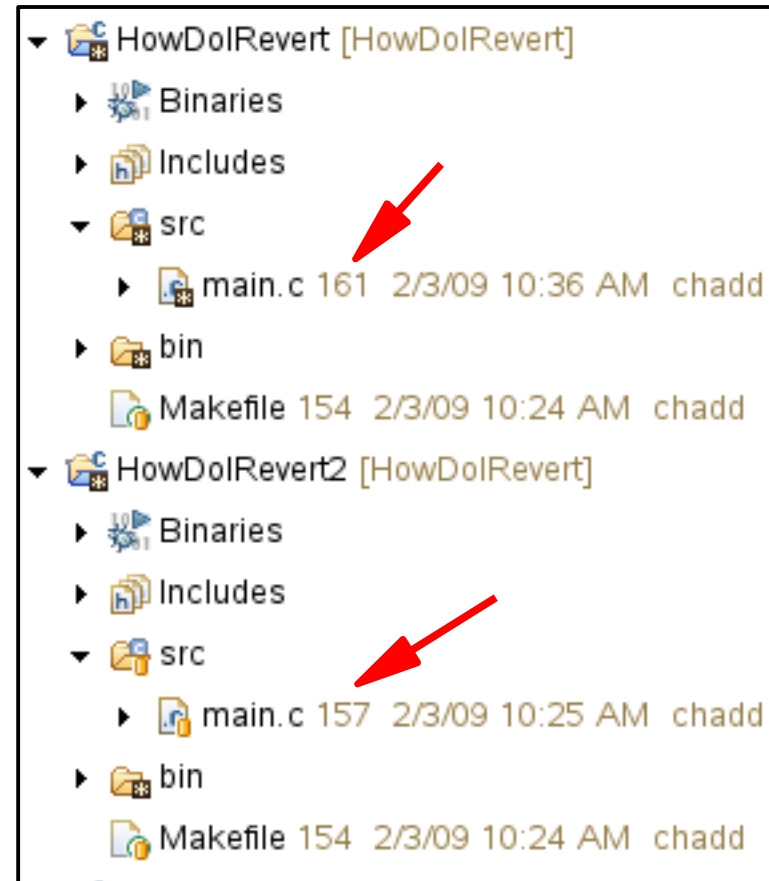 HowDoIRevert [HowDoIRevert]
Binaries
Includes
src
main.c 161 2/3/09 10:36 AM chadd
bin
Makefile 154 2/3/09 10:24 AM chadd
HowDoIRevert2 [HowDoIRevert]
Binaries
Includes
src
main.c 157 2/3/09 10:25 AM chadd
bin
Makefile 154 2/3/09 10:24 AM chadd